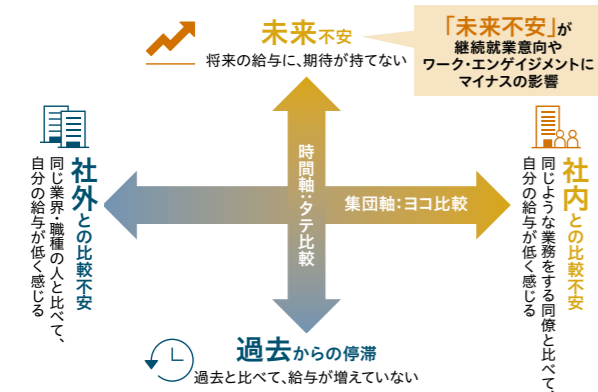 未来不安
将来の給与に、期待が持てない
「未来不安」が
継続就業意向や
ワーク・エンゲイジメントに
マイナスの影響
時間軸:タテ比較
集団軸:ヨコ比較
社内との比較不安
同じような業務をする同僚と比べて、
自分の給与が低く感じる
社外との比較不安
同じ業界・職種の人と比べて、
自分の給与が低く感じる
過去からの停滞
過去と比べて、給与が増えていない